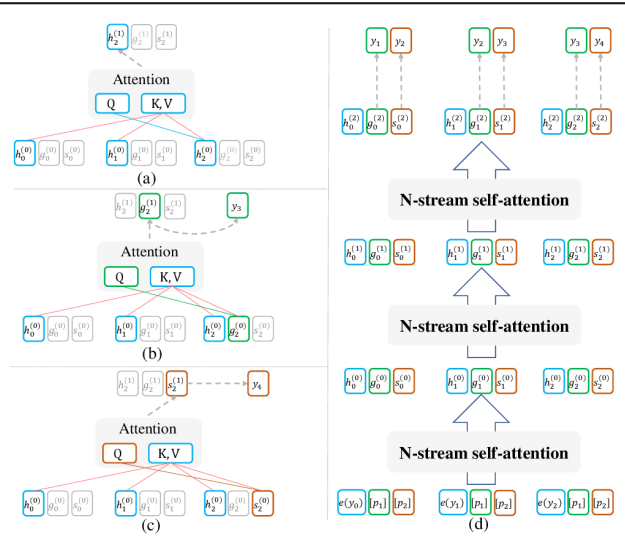 h_2^{(1)} g_2^{(1)} s_2^{(1)}
Attention
Q K,V
h_0^{(0)} g_0^{(0)} s_0^{(0)} h_1^{(0)} g_1^{(0)} s_1^{(0)} h_2^{(0)} g_2^{(0)} s_2^{(0)}
(a)
h_2^{(1)} g_2^{(1)} s_2^{(1)} y_3
Attention
Q K,V
h_0^{(0)} g_0^{(0)} s_0^{(0)} h_1^{(0)} g_1^{(0)} s_1^{(0)} h_2^{(0)} g_2^{(0)} s_2^{(0)}
(b)
h_2^{(1)} g_2^{(1)} s_2^{(1)} y_4
Attention
Q K,V
h_0^{(0)} g_0^{(0)} s_0^{(0)} h_1^{(0)} g_1^{(0)} s_1^{(0)} h_2^{(0)} g_2^{(0)} s_2^{(0)}
(c)
y_1 y_2 y_2 y_3 y_3 y_4
h_0^{(2)} g_0^{(2)} s_0^{(2)} h_1^{(2)} g_1^{(2)} s_1^{(2)} h_2^{(2)} g_2^{(2)} s_2^{(2)}
N-stream self-attention
h_0^{(1)} g_0^{(1)} s_0^{(1)} h_1^{(1)} g_1^{(1)} s_1^{(1)} h_2^{(1)} g_2^{(1)} s_2^{(1)}
N-stream self-attention
h_0^{(0)} g_0^{(0)} s_0^{(0)} h_1^{(0)} g_1^{(0)} s_1^{(0)} h_2^{(0)} g_2^{(0)} s_2^{(0)}
N-stream self-attention
e(y_0) [p_1] [p_2] e(y_1) [p_1] [p_2] e(y_2) [p_1] [p_2]
(d)